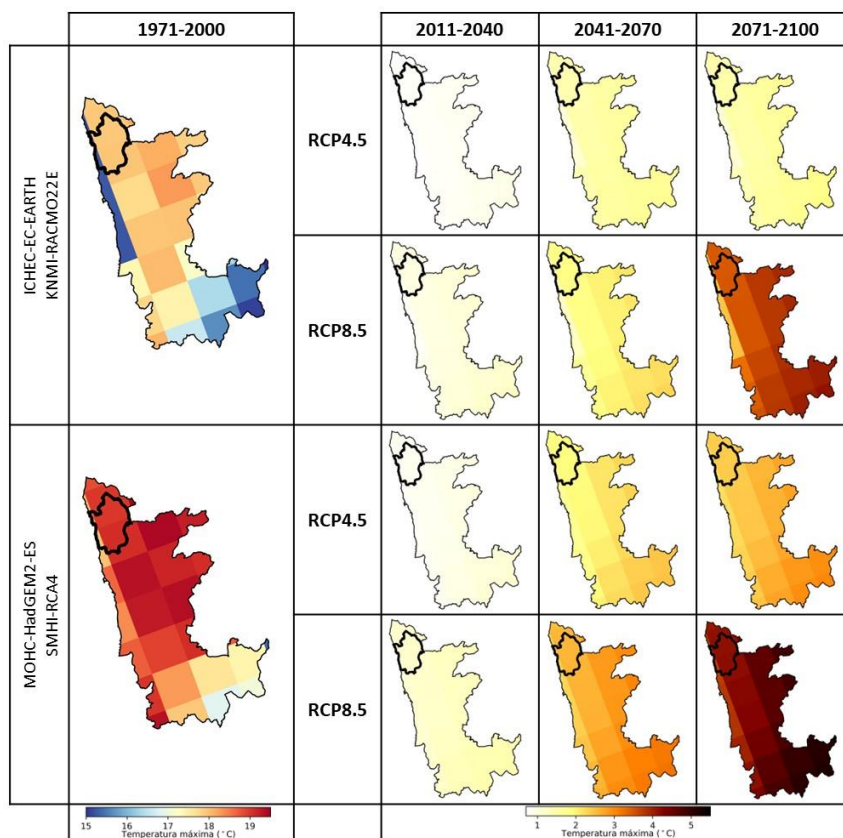 1971-2000
2011-2040
2041-2070
2071-2100
ICHEC-EC-EARTH
KNMI-RACMO22E
RCP4.5
RCP8.5
MOHC-HadGEM2-ES
SMHI-RCA4
RCP4.5
RCP8.5
15 16 17 18 19
Temperatura máxima (°C)
1 2 3 4 5
Temperatura máxima (°C)